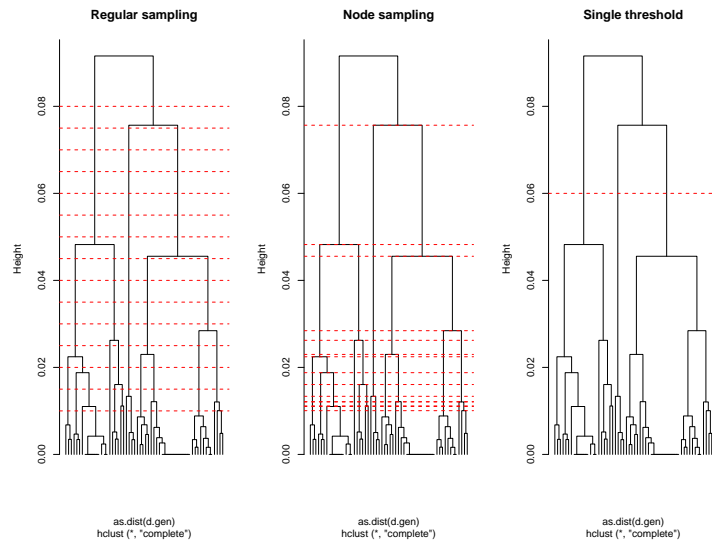 Regular sampling
Node sampling
Single threshold
Height
0.00
0.02
0.04
0.06
0.08
as.dist(d.gen)
hclust (*, "complete")
Height
0.00
0.02
0.04
0.06
0.08
as.dist(d.gen)
hclust (*, "complete")
Height
0.00
0.02
0.04
0.06
0.08
as.dist(d.gen)
hclust (*, "complete")